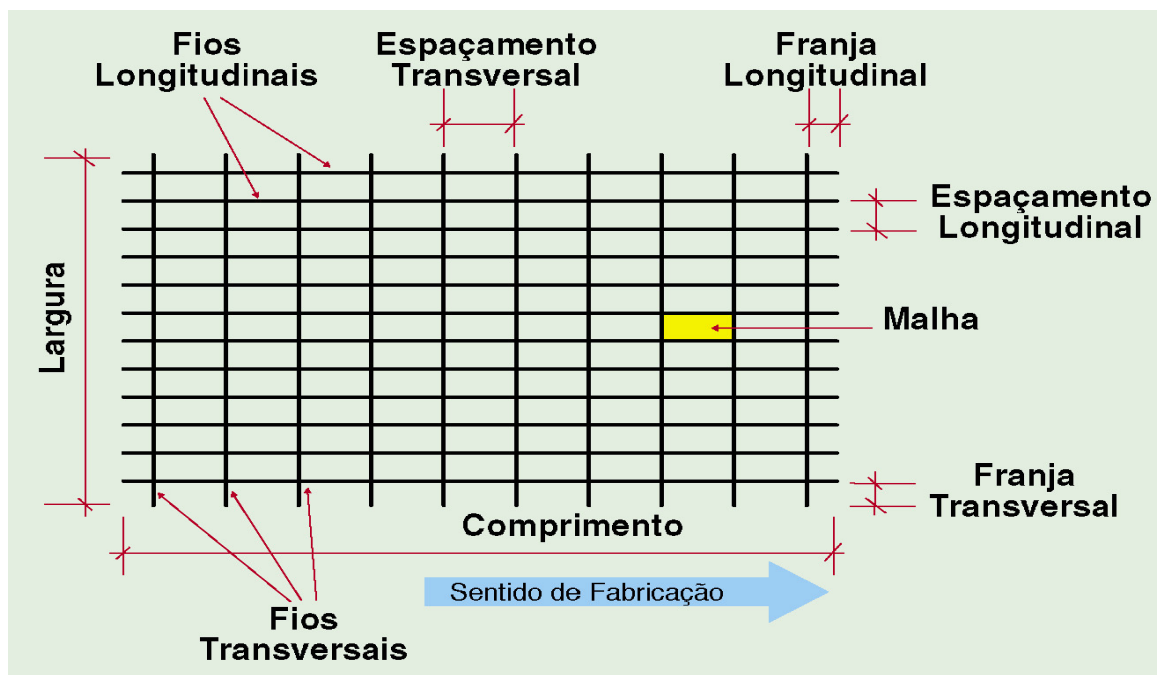 Fios
Longitudinais
Espaçamento
Transversal
Franja
Longitudinal
Espaçamento
Longitudinal
Largura
Malha
Franja
Transversal
Comprimento
Sentido de Fabricação
Fios
Transversais